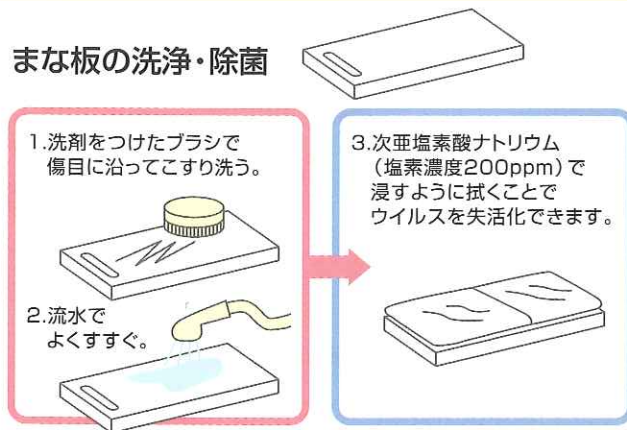 まな板の洗浄・除菌
1.洗剤をつけたブラシで
傷目に沿ってこすり洗う。
2.流水で
よくすすぐ。
3.次亜塩素酸ナトリウム
（塩素濃度200ppm）で
浸すように拭くことで
ウイルスを失活化できます。